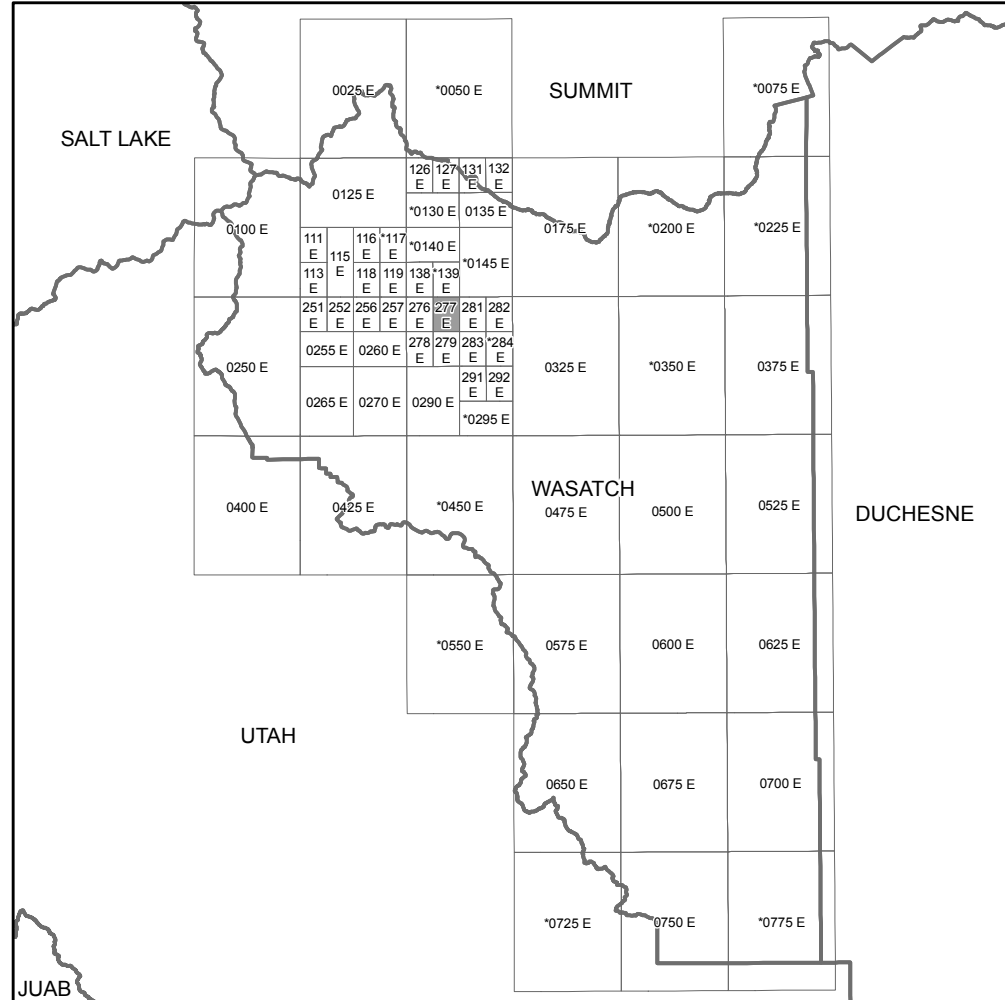 SUMMIT
0025 E
*0050 E
*0075 E
SALT LAKE
126 E
127 E
131 E
132 E
0125 E
*0130 E
0135 E
0100 E
0175 E
*0200 E
*0225 E
111 E
115 E
116 E
*117 E
*0140 E
*0145 E
113 E
118 E
119 E
138 E
*139 E
251 E
252 E
256 E
257 E
276 E
277 E
281 E
282 E
0255 E
0260 E
278 E
279 E
283 E
*284 E
0250 E
0325 E
*0350 E
0375 E
291 E
292 E
0265 E
0270 E
0290 E
*0295 E
WASATCH
0400 E
0425 E
*0450 E
0475 E
0500 E
0525 E
DUCHESNE
*0550 E
0575 E
0600 E
0625 E
UTAH
0650 E
0675 E
0700 E
*0725 E
0750 E
*0775 E
JUAB